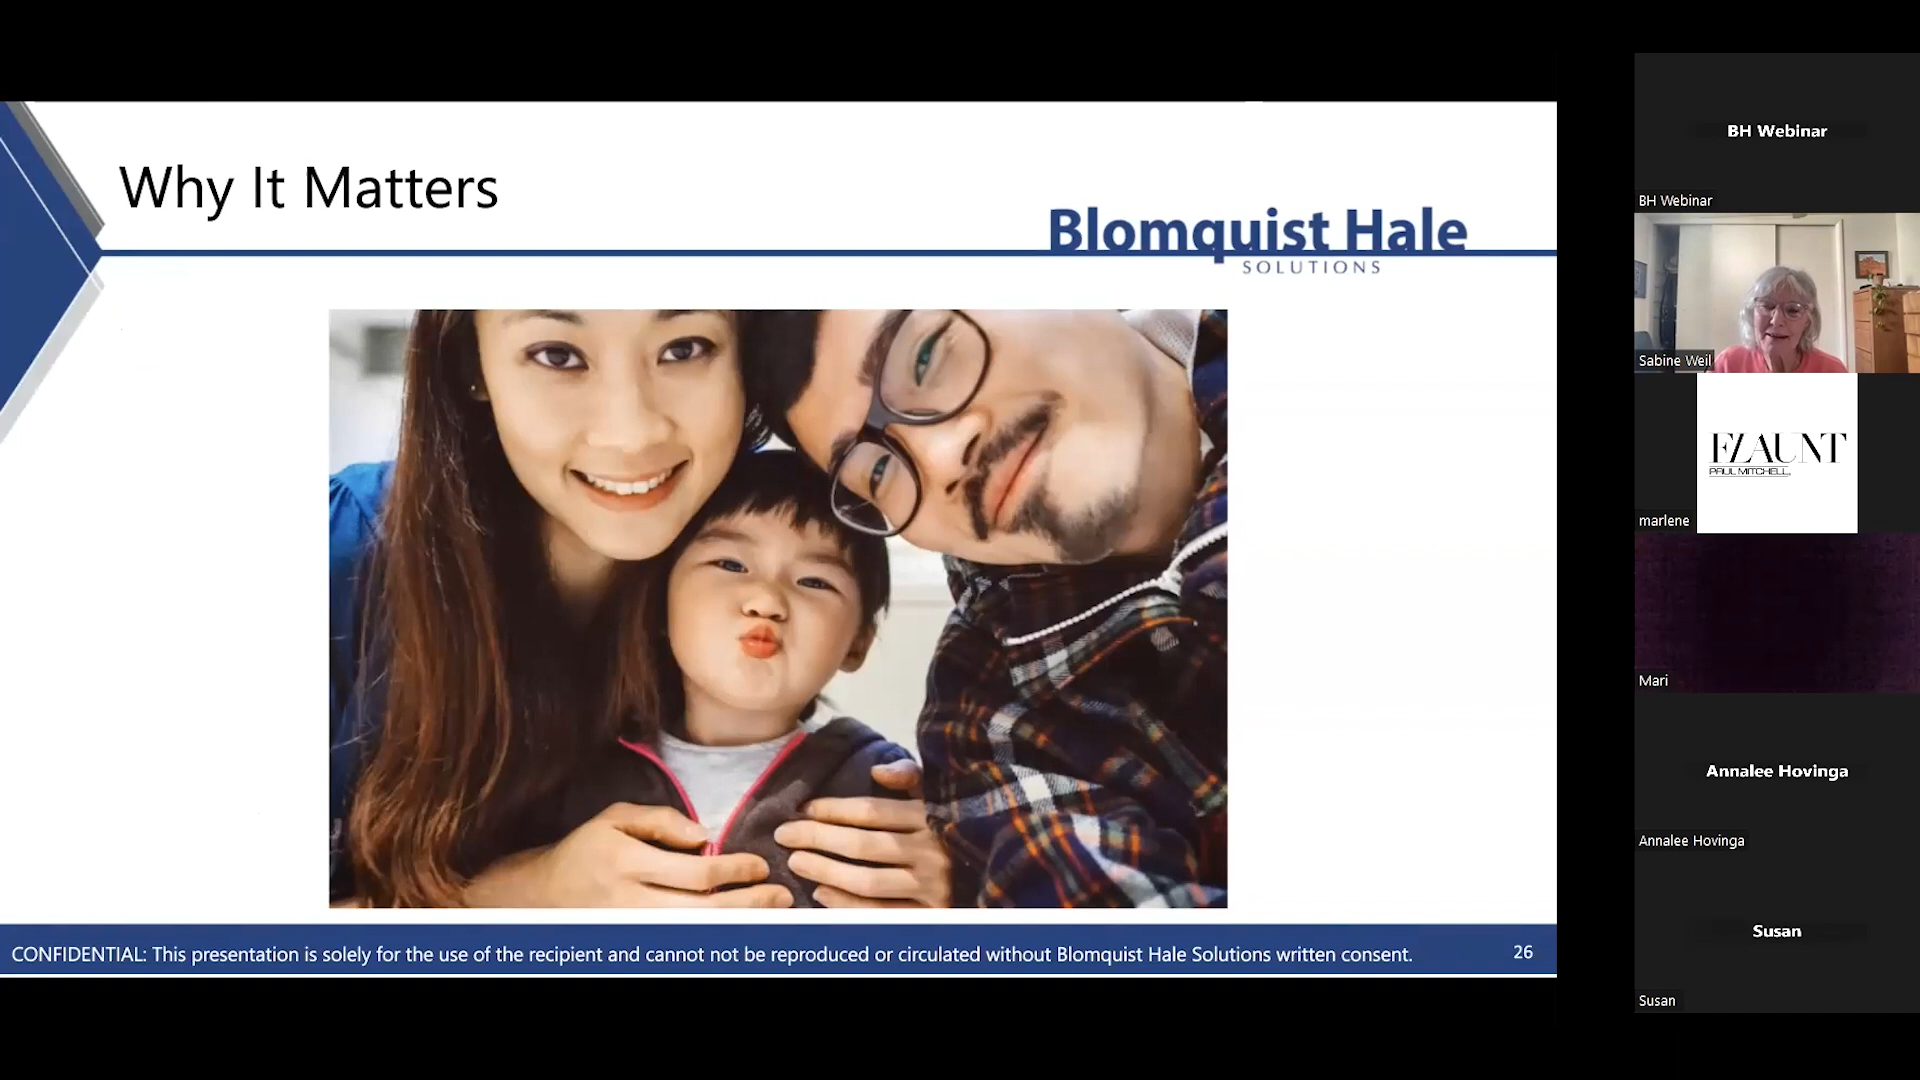 Why It Matters
Blomquist Hale
SOLUTIONS
CONFIDENTIAL: This presentation is solely for the use of the recipient and cannot not be reproduced or circulated without Blomquist Hale Solutions written consent.
26
BH Webinar
BH Webinar
Sabine Weil
FLAUNT
PAUL MITCHELL
marlene
Mari
Annalee Hovinga
Annalee Hovinga
Susan
Susan